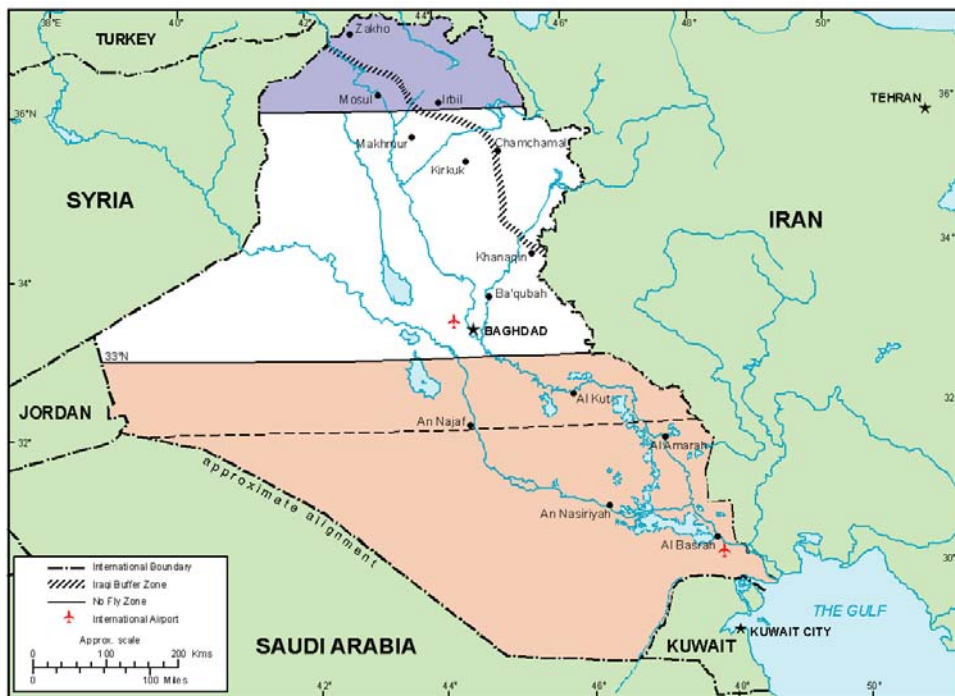 38°E
40°
42°
44°
46°
48°
50°
TURKEY
Zakho
36°N
Mosul
Irbil
36°
TEHRAN
Makhmur
Chamchamal
Kirkuk
SYRIA
IRAN
Khanaqin
34°
34°
Ba'qubah
BAGHDAD
33°N
JORDAN
Al Kut
32°
An Najaf
32°
Al Amarah
approximate alignment
An Nasiriyah
Al Basrah
30°
International Boundary
Iraqi Buffer Zone
No Fly Zone
International Airport
Approx. scale
0 200 Kms
0 100 Miles
THE GULF
SAUDI ARABIA
KUWAIT
KUWAIT CITY
42°
44°
46°
48°
50°